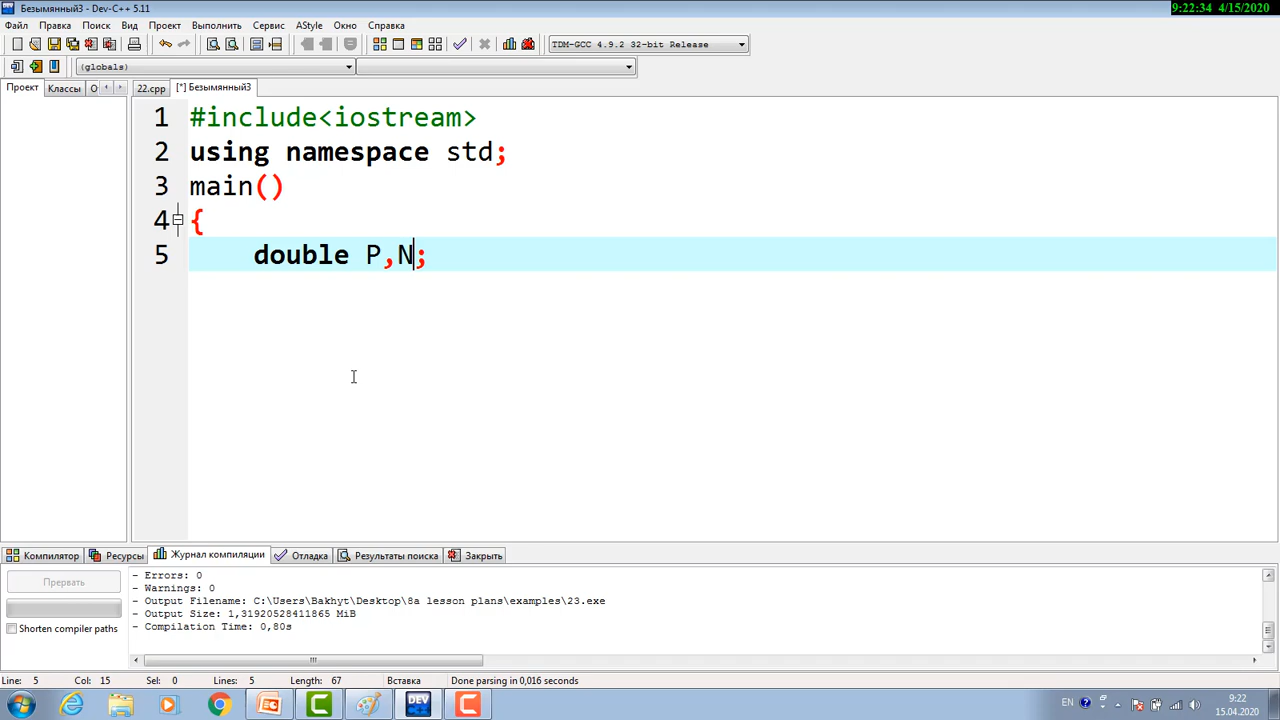 Безымянный3 - Dev-C++ 5.11
9:22:34 4/15/2020
Файл Правка Поиск Вид Проект Выполнить Сервис AStyle Окно Справка
TDM-GCC 4.9.2 32-bit Release
(globals)
Проект Классы О 22.cpp [*] Безымянный3
1 #include<iostream>
2 using namespace std;
3 main()
4 {
5 double P,N;
Компилятор Ресурсы Журнал компиляции Отладка Результаты поиска Закрыть
Прервать
Shorten compiler paths
- Errors: 0
- Warnings: 0
- Output Filename: C:\Users\Bakhyt\Desktop\8a lesson plans\examples\23.exe
- Output Size: 1,31920528411865 MiB
- Compilation Time: 0,80s
Line: 5 Col: 15 Sel: 0 Lines: 5 Length: 67 Вставка Done parsing in 0,016 seconds
DEV
EN 9:22
15.04.2020